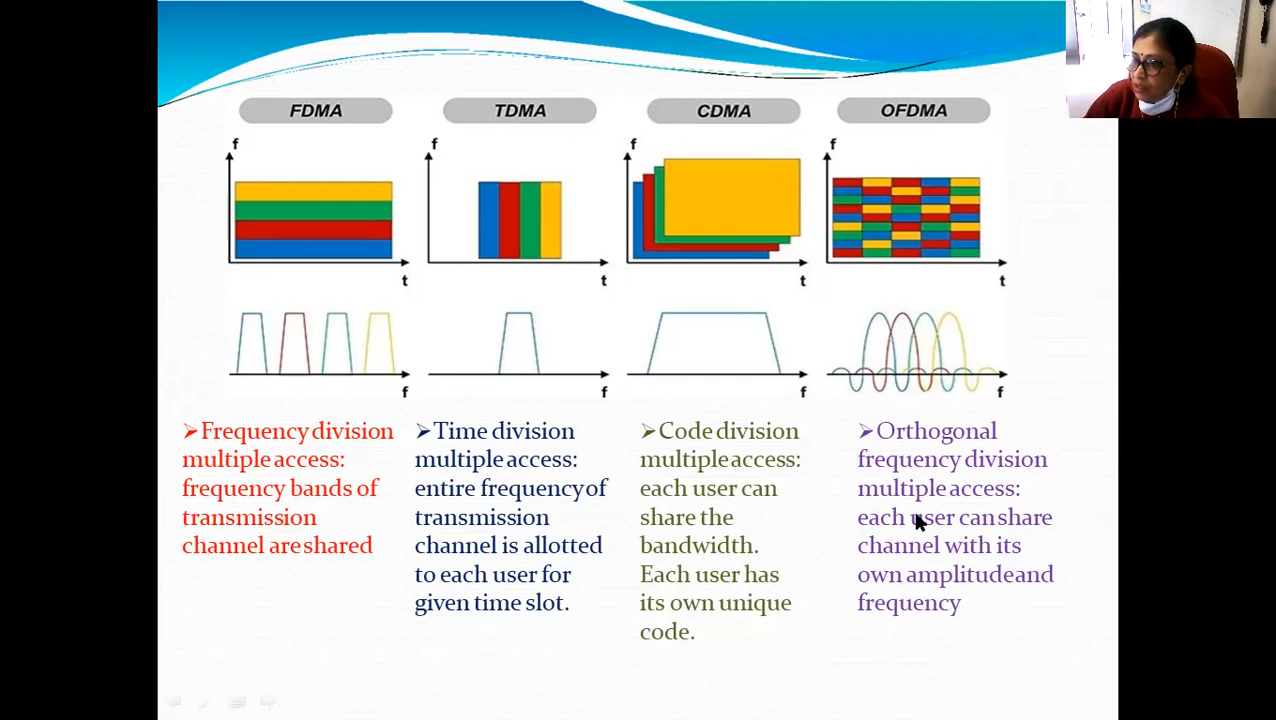 FDMA
TDMA
CDMA
OFDMA
f
f
f
f
t
t
t
t
f
f
f
f
➢Frequency division
multiple access:
frequency bands of
transmission
channel are shared
➢Time division
multiple access:
entire frequency of
transmission
channel is allotted
to each user for
given time slot.
➢Code division
multiple access:
each user can
share the
bandwidth.
Each user has
its own unique
code.
➢Orthogonal
frequency division
multiple access:
each user can share
channel with its
own amplitude and
frequency